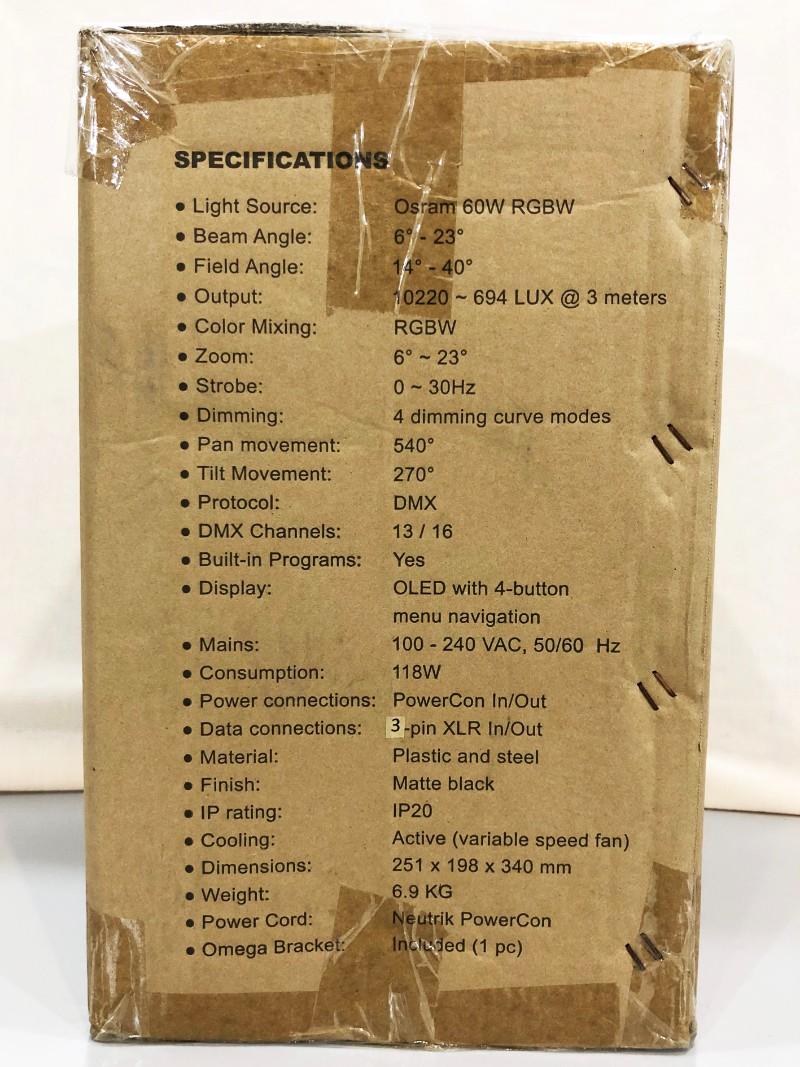 SPECIFICATIONS
• Light Source: Osram 60W RGBW
• Beam Angle: 6° - 23°
• Field Angle: 14° - 40°
• Output: 10220 ~ 694 LUX @ 3 meters
• Color Mixing: RGBW
• Zoom: 6° ~ 23°
• Strobe: 0 ~ 30Hz
• Dimming: 4 dimming curve modes
• Pan movement: 540°
• Tilt Movement: 270°
• Protocol: DMX
• DMX Channels: 13 / 16
• Built-in Programs: Yes
• Display: OLED with 4-button
menu navigation
• Mains: 100 - 240 VAC, 50/60 Hz
• Consumption: 118W
• Power connections: PowerCon In/Out
• Data connections: 3-pin XLR In/Out
• Material: Plastic and steel
• Finish: Matte black
• IP rating: IP20
• Cooling: Active (variable speed fan)
• Dimensions: 251 x 198 x 340 mm
• Weight: 6.9 KG
• Power Cord: Neutrik PowerCon
• Omega Bracket: Included (1 pc)